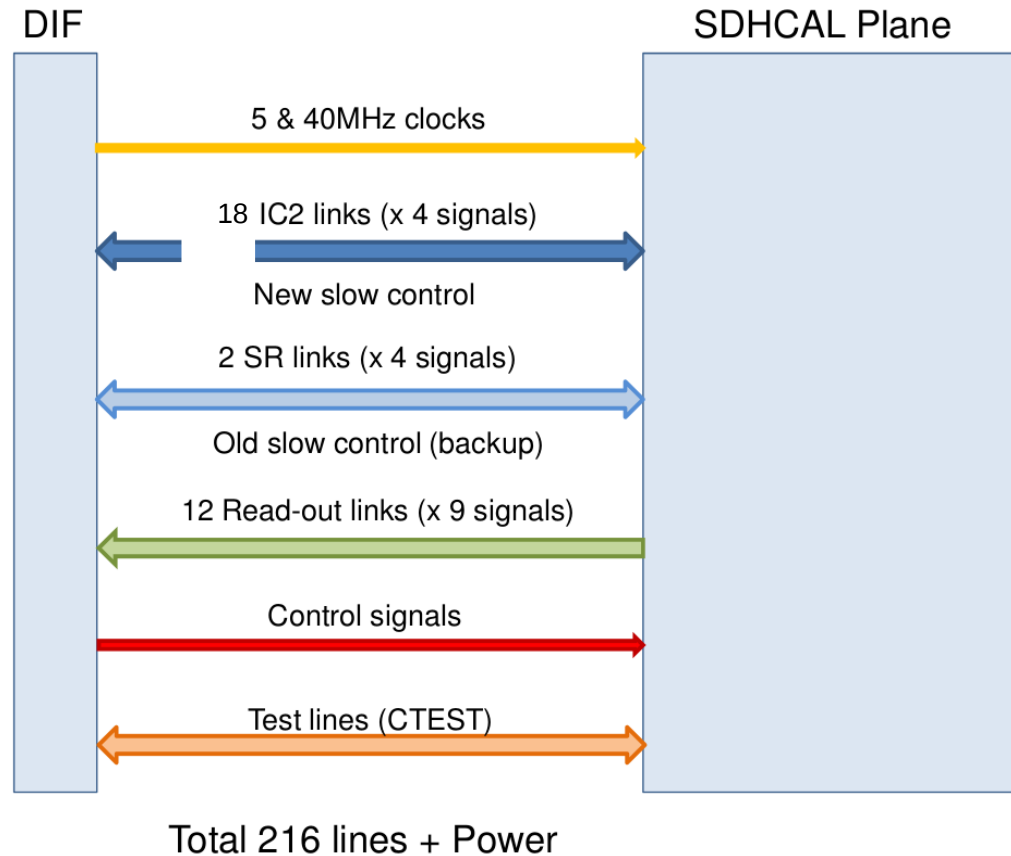 DIF
SDHCAL Plane
5 & 40MHz clocks
18 IC2 links (x 4 signals)
New slow control
2 SR links (x 4 signals)
Old slow control (backup)
12 Read-out links (x 9 signals)
Control signals
Test lines (CTEST)
Total 216 lines + Power